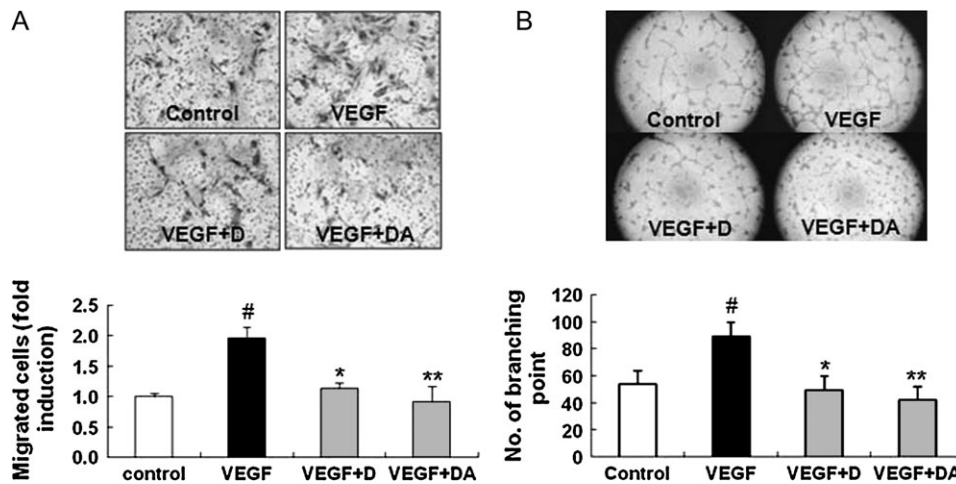 A
Control
VEGF
VEGF+D
VEGF+DA
Migrated cells (fold
induction)
2.5
2.0
1.5
1.0
0.5
0.0
#
*
**
control
VEGF
VEGF+D
VEGF+DA
B
Control
VEGF
VEGF+D
VEGF+DA
No. of branching
point
120
100
80
60
40
20
0
#
*
**
Control
VEGF
VEGF+D
VEGF+DA